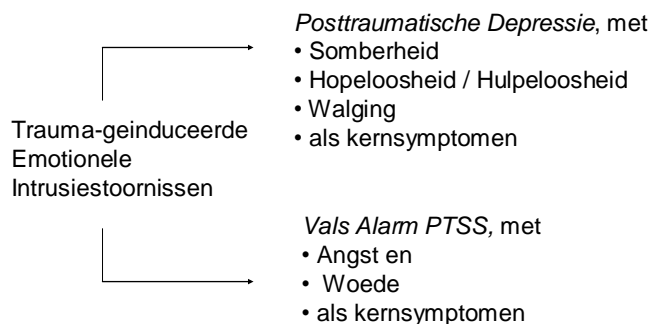 Posttraumatische Depressie, met
• Somberheid
• Hopeloosheid / Hulpeloosheid
• Walging
• als kernsymptomen
Trauma-geinduceerde
Emotionele
Intrusiestoornissen
Vals Alarm PTSS, met
• Angst en
• Woede
• als kernsymptomen